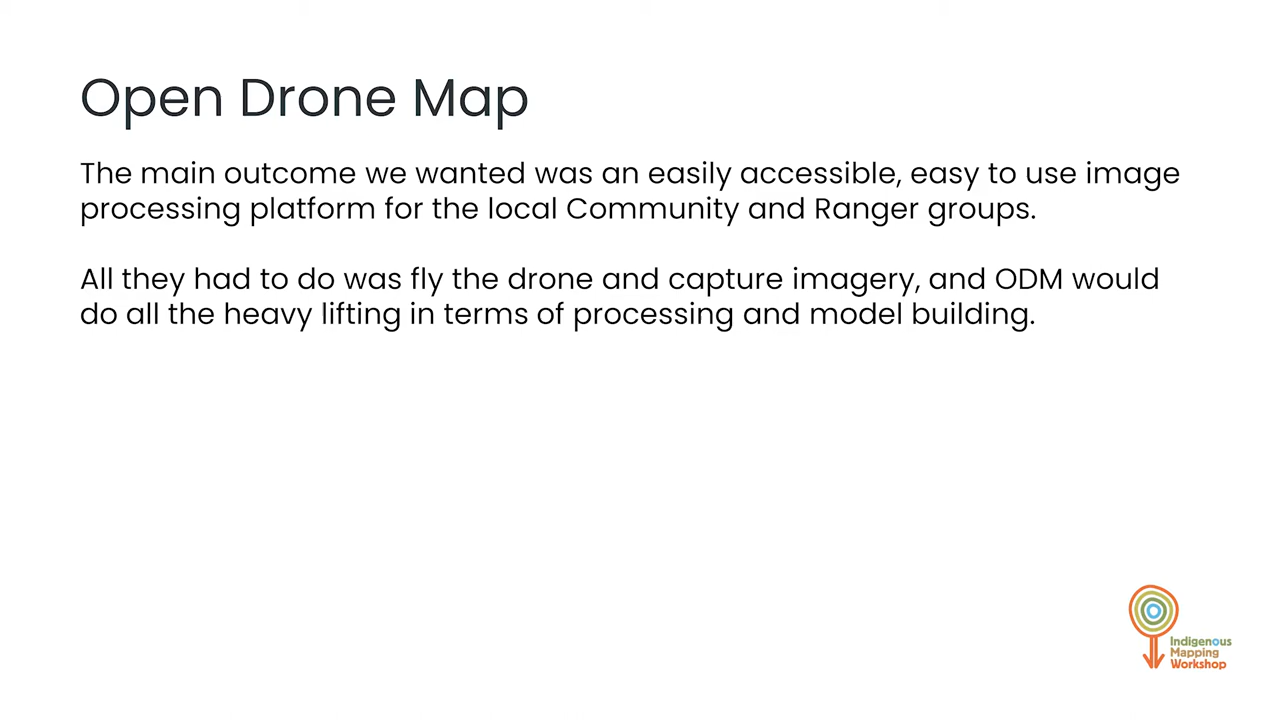 Open Drone Map
The main outcome we wanted was an easily accessible, easy to use image
processing platform for the local Community and Ranger groups.
All they had to do was fly the drone and capture imagery, and ODM would
do all the heavy lifting in terms of processing and model building.
Indigenous
Mapping
Workshop